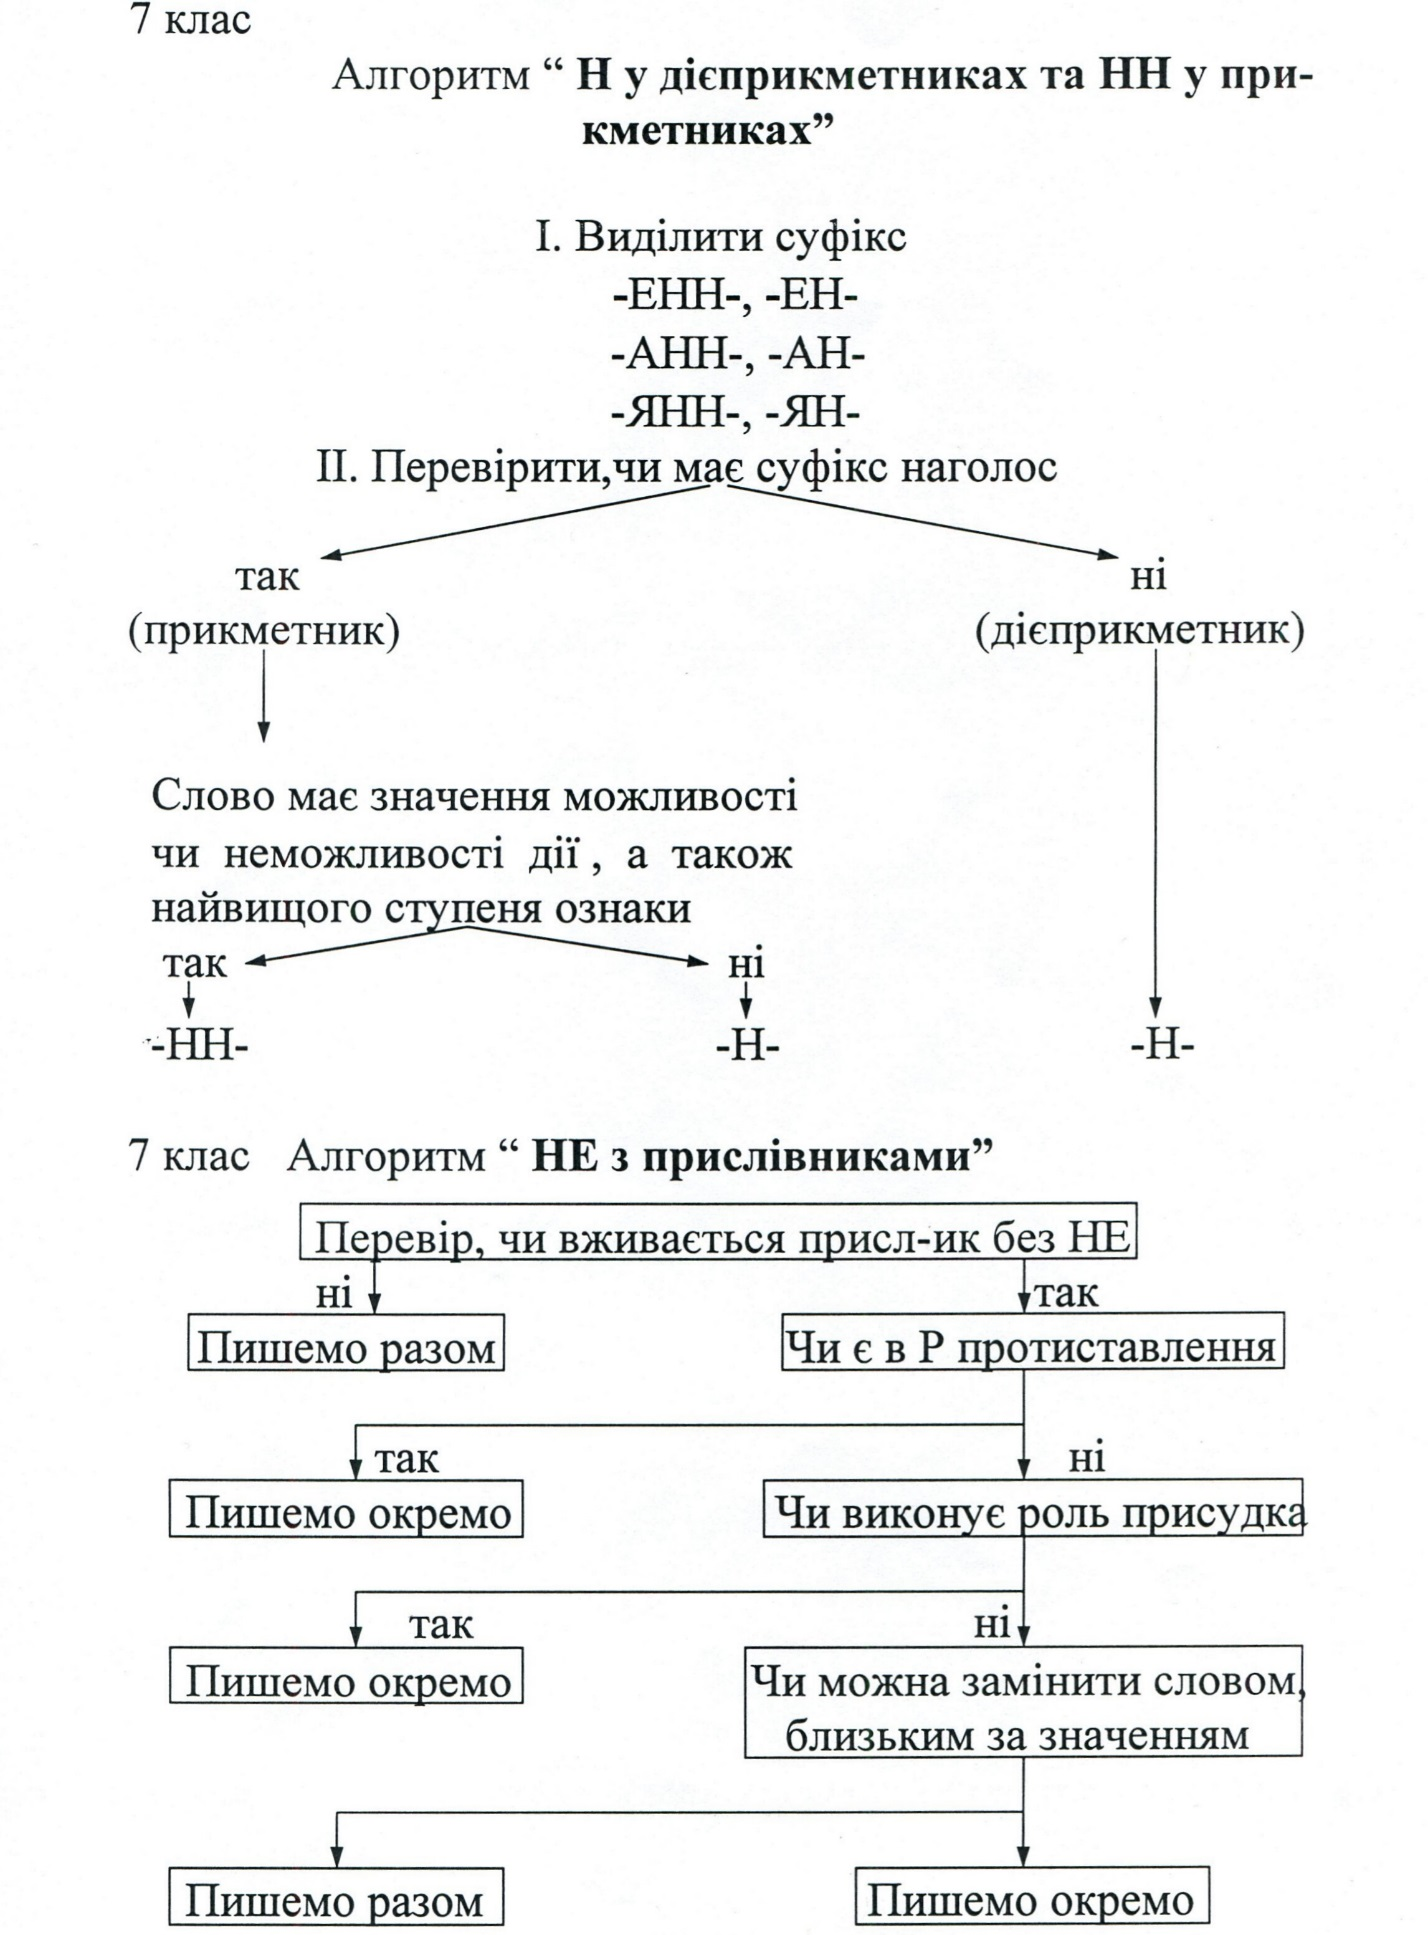 7 клас
Алгоритм “ Н у дієприкметниках та НН у при-
кметниках”
І. Виділити суфікс
-ЕНН-, -ЕН-
-АНН-, -АН-
-ЯНН-, -ЯН-
ІІ. Перевірити,чи має суфікс наголос
так ні
(прикметник) (дієприкметник)
Слово має значення можливості
чи неможливості дії , а також
найвищого ступеня ознаки
так ні
-НН- -Н- -Н-
7 клас Алгоритм “ НЕ з прислівниками”
Перевір, чи вживається присл-ик без НЕ
ні так
Пишемо разом Чи є в Р протиставлення
так ні
Пишемо окремо Чи виконує роль присудка
так ні
Пишемо окремо Чи можна замінити словом,
близьким за значенням
Пишемо разом Пишемо окремо